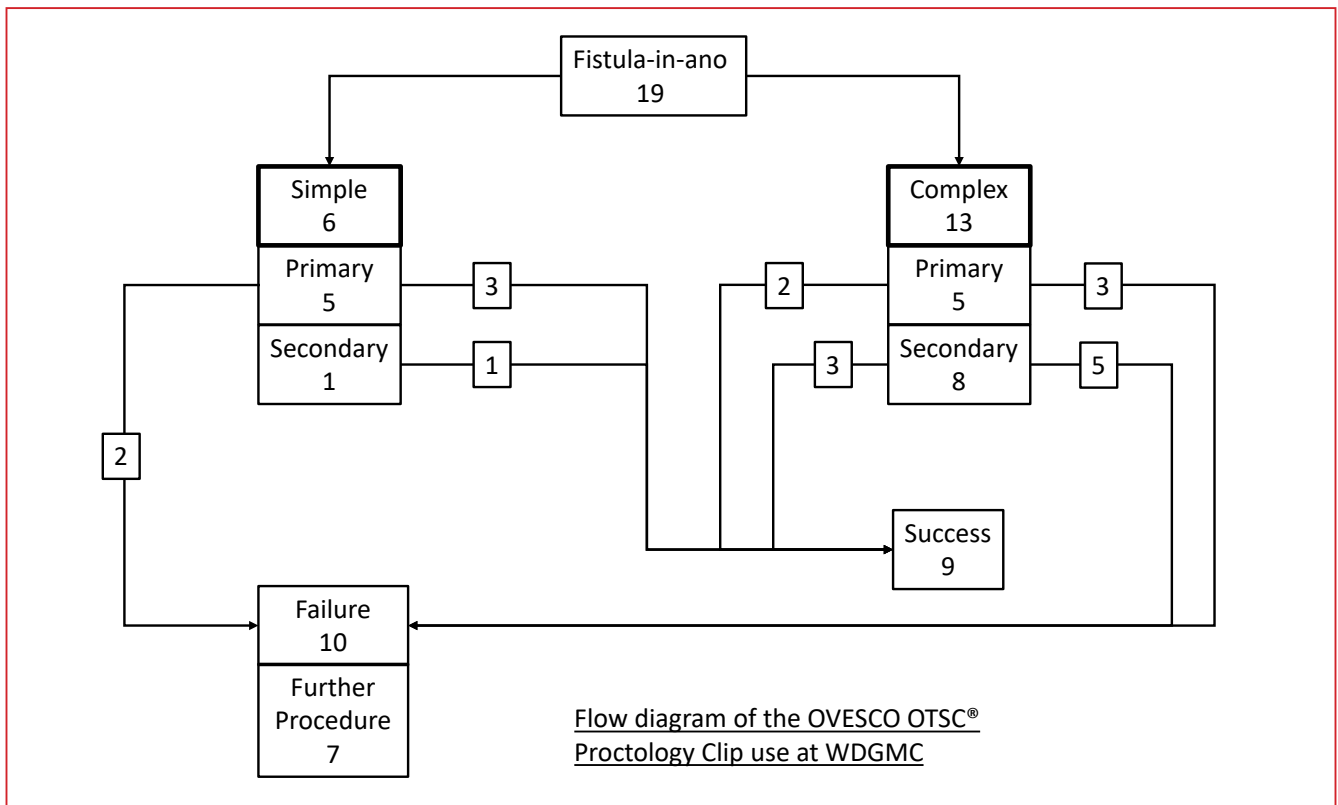 Fistula-in-ano
19
Simple
6
Complex
13
Primary
5
3
2
Primary
5
3
Secondary
1
1
3
Secondary
8
5
2
Success
9
Failure
10
Further
Procedure
7
Flow diagram of the OVESCO OTSC®
Proctology Clip use at WDGMC